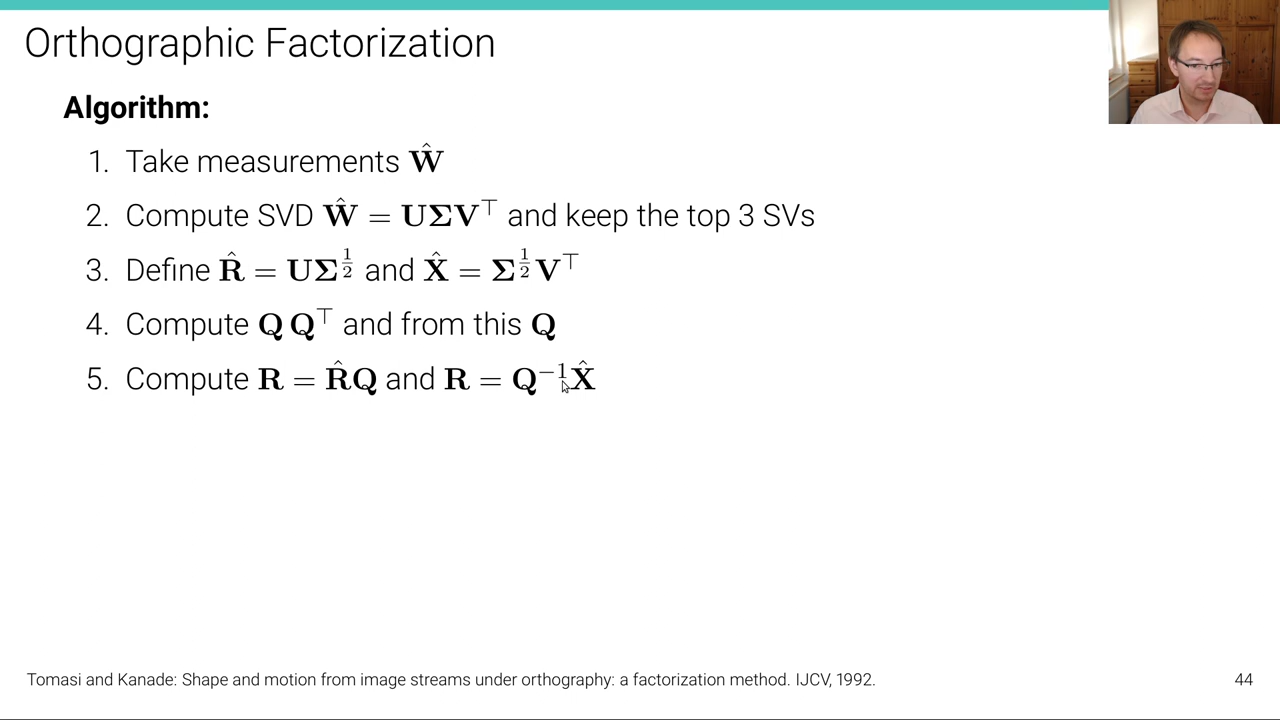 Orthographic Factorization
Algorithm:
1. Take measurements Ŵ
2. Compute SVD Ŵ = UΣV⊤ and keep the top 3 SVs
3. Define R̂ = UΣ^{1/2} and X̂ = Σ^{1/2}V⊤
4. Compute QQ⊤ and from this Q
5. Compute R = R̂Q and R = Q⁻¹X̂
Tomasi and Kanade: Shape and motion from image streams under orthography: a factorization method. IJCV, 1992.
44